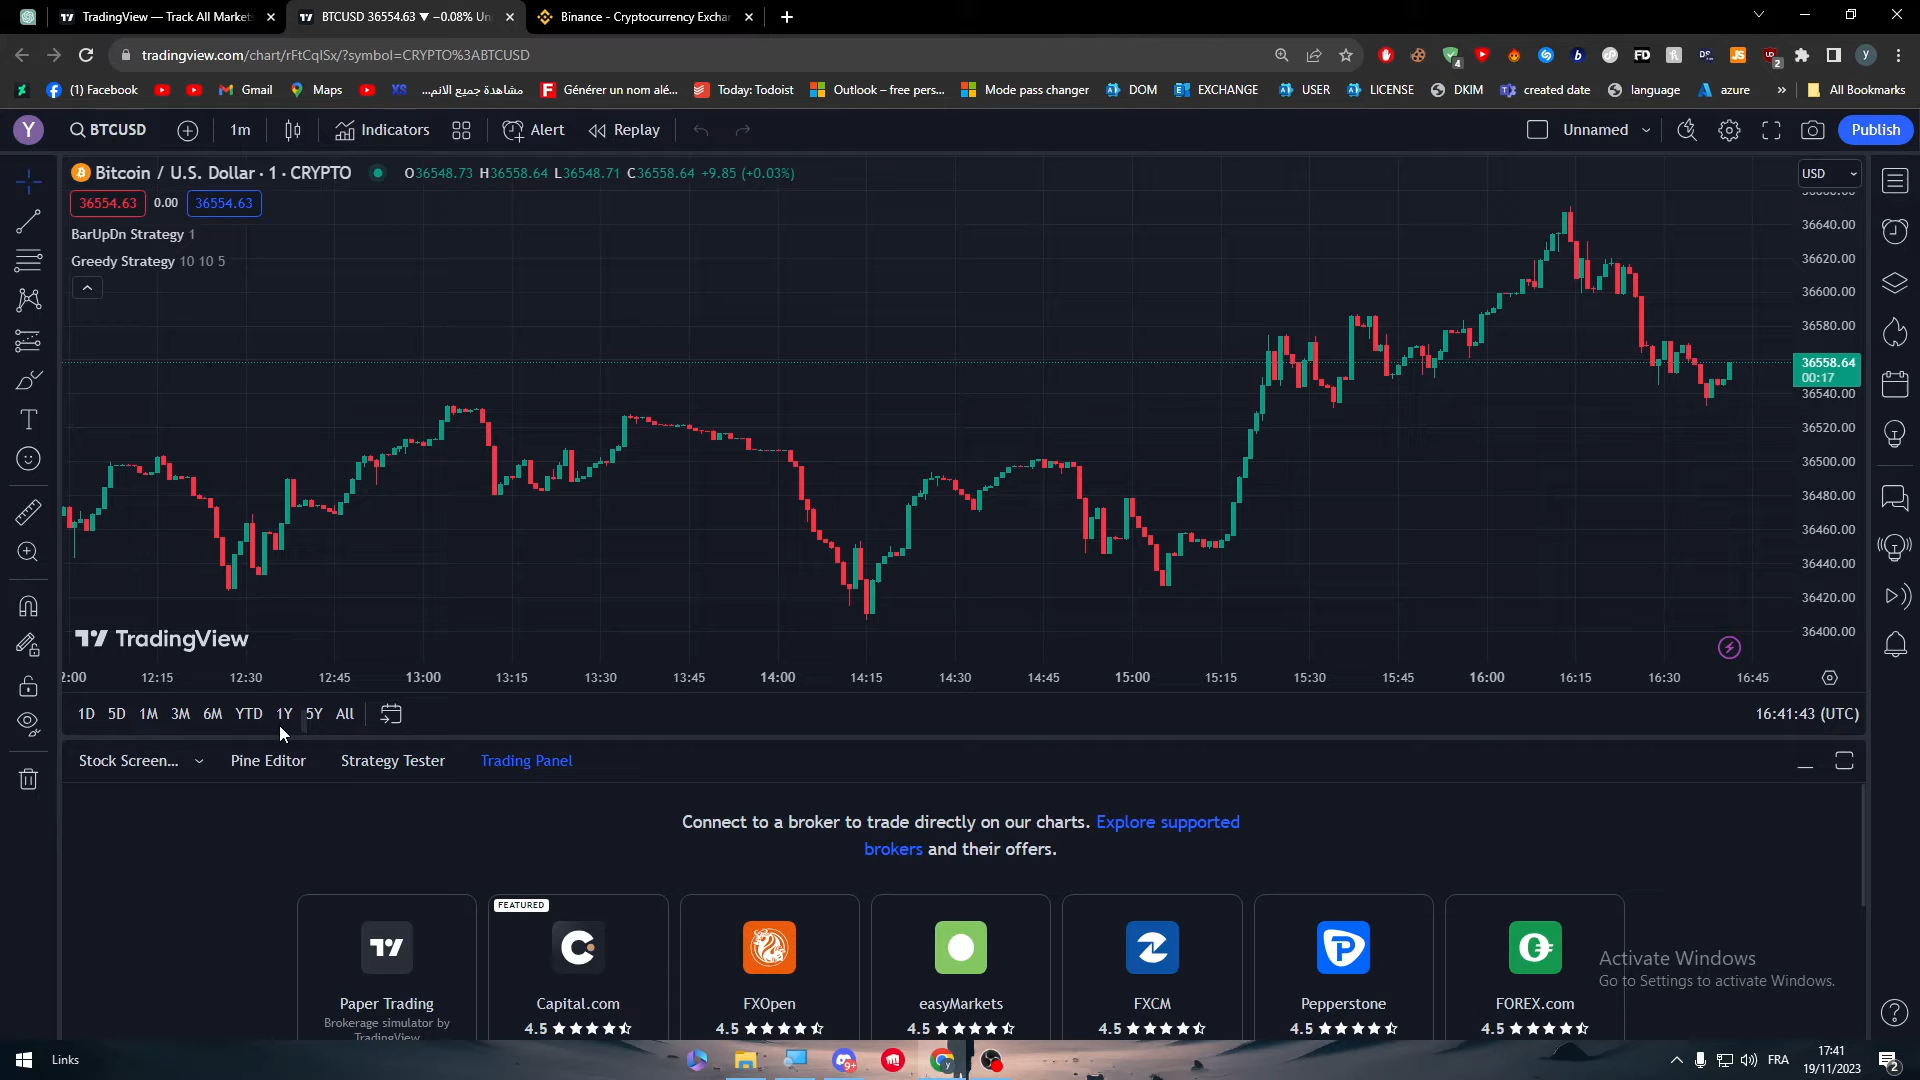 TradingView — Track All Markets
BTCUSD 36554.63 ▼ −0.08% Un
Binance - Cryptocurrency Exchan
tradingview.com/chart/rFtCqISx/?symbol=CRYPTO%3ABTCUSD
4
2
(1) Facebook
Gmail
Maps
XS
مشاهدة جميع الانم...
Générer un nom alé...
Today: Todoist
Outlook – free pers...
Mode pass changer
DOM
EXCHANGE
USER
LICENSE
DKIM
created date
language
azure
»
All Bookmarks
Y
BTCUSD
1m
Indicators
Alert
Replay
Unnamed
Publish
Bitcoin / U.S. Dollar · 1 · CRYPTO
O36548.73 H36558.64 L36548.71 C36558.64 +9.85 (+0.03%)
USD
36554.63 0.00 36554.63
BarUpDn Strategy 1
Greedy Strategy 10 10 5
36640.00
36620.00
36600.00
36580.00
36558.64
00:17
36540.00
36520.00
36500.00
36480.00
36460.00
36440.00
36420.00
36400.00
TradingView
2:00 12:15 12:30 12:45 13:00 13:15 13:30 13:45 14:00 14:15 14:30 14:45 15:00 15:15 15:30 15:45 16:00 16:15 16:30 16:45
1D 5D 1M 3M 6M YTD 1Y 5Y All
16:41:43 (UTC)
Stock Screen...
Pine Editor
Strategy Tester
Trading Panel
Connect to a broker to trade directly on our charts. Explore supported
brokers and their offers.
FEATURED
Paper Trading
Brokerage simulator by
TradingView
Capital.com
4.5
FXOpen
4.5
easyMarkets
4.5
FXCM
4.5
Pepperstone
4.5
FOREX.com
4.5
Activate Windows
Go to Settings to activate Windows.
Links
9+
FRA
17:41
19/11/2023
2